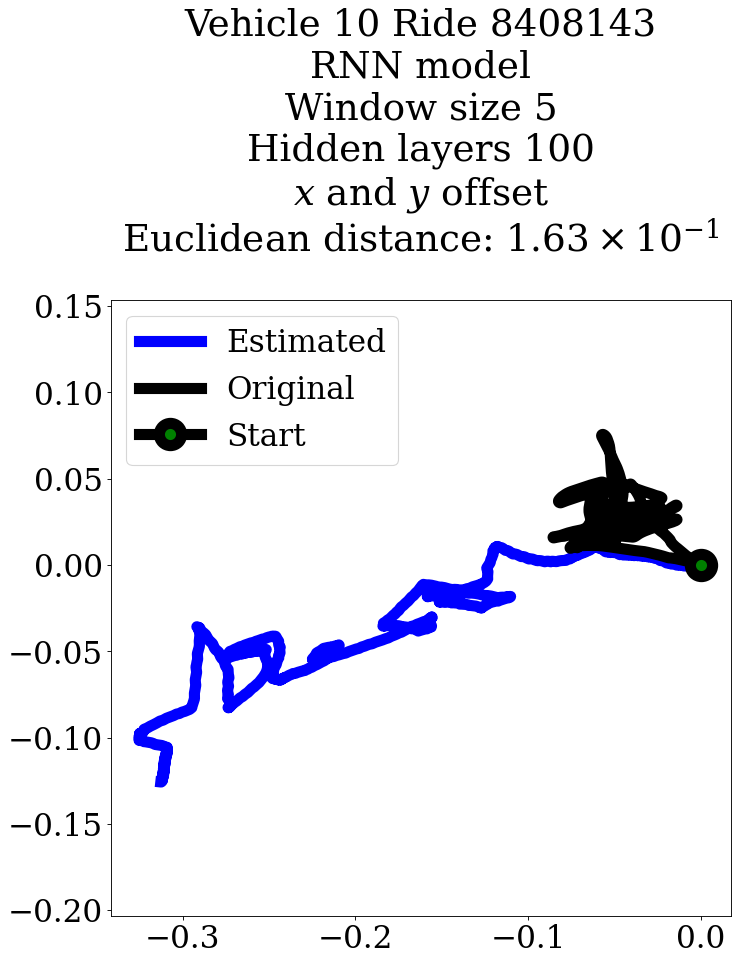 Vehicle 10 Ride 8408143
RNN model
Window size 5
Hidden layers 100
x and y offset
Euclidean distance: 1.63 × 10⁻¹
0.15
0.10
0.05
0.00
−0.05
−0.10
−0.15
−0.20
Estimated
Original
Start
−0.3
−0.2
−0.1
0.0